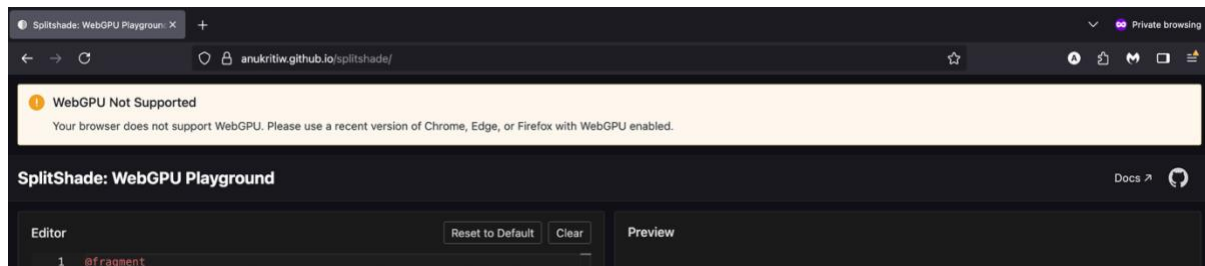 Splitshade: WebGPU Playground
Private browsing
anukritiw.github.io/splitshade/
WebGPU Not Supported
Your browser does not support WebGPU. Please use a recent version of Chrome, Edge, or Firefox with WebGPU enabled.
SplitShade: WebGPU Playground
Docs
Editor
Reset to Default
Clear
Preview
1 @fragment